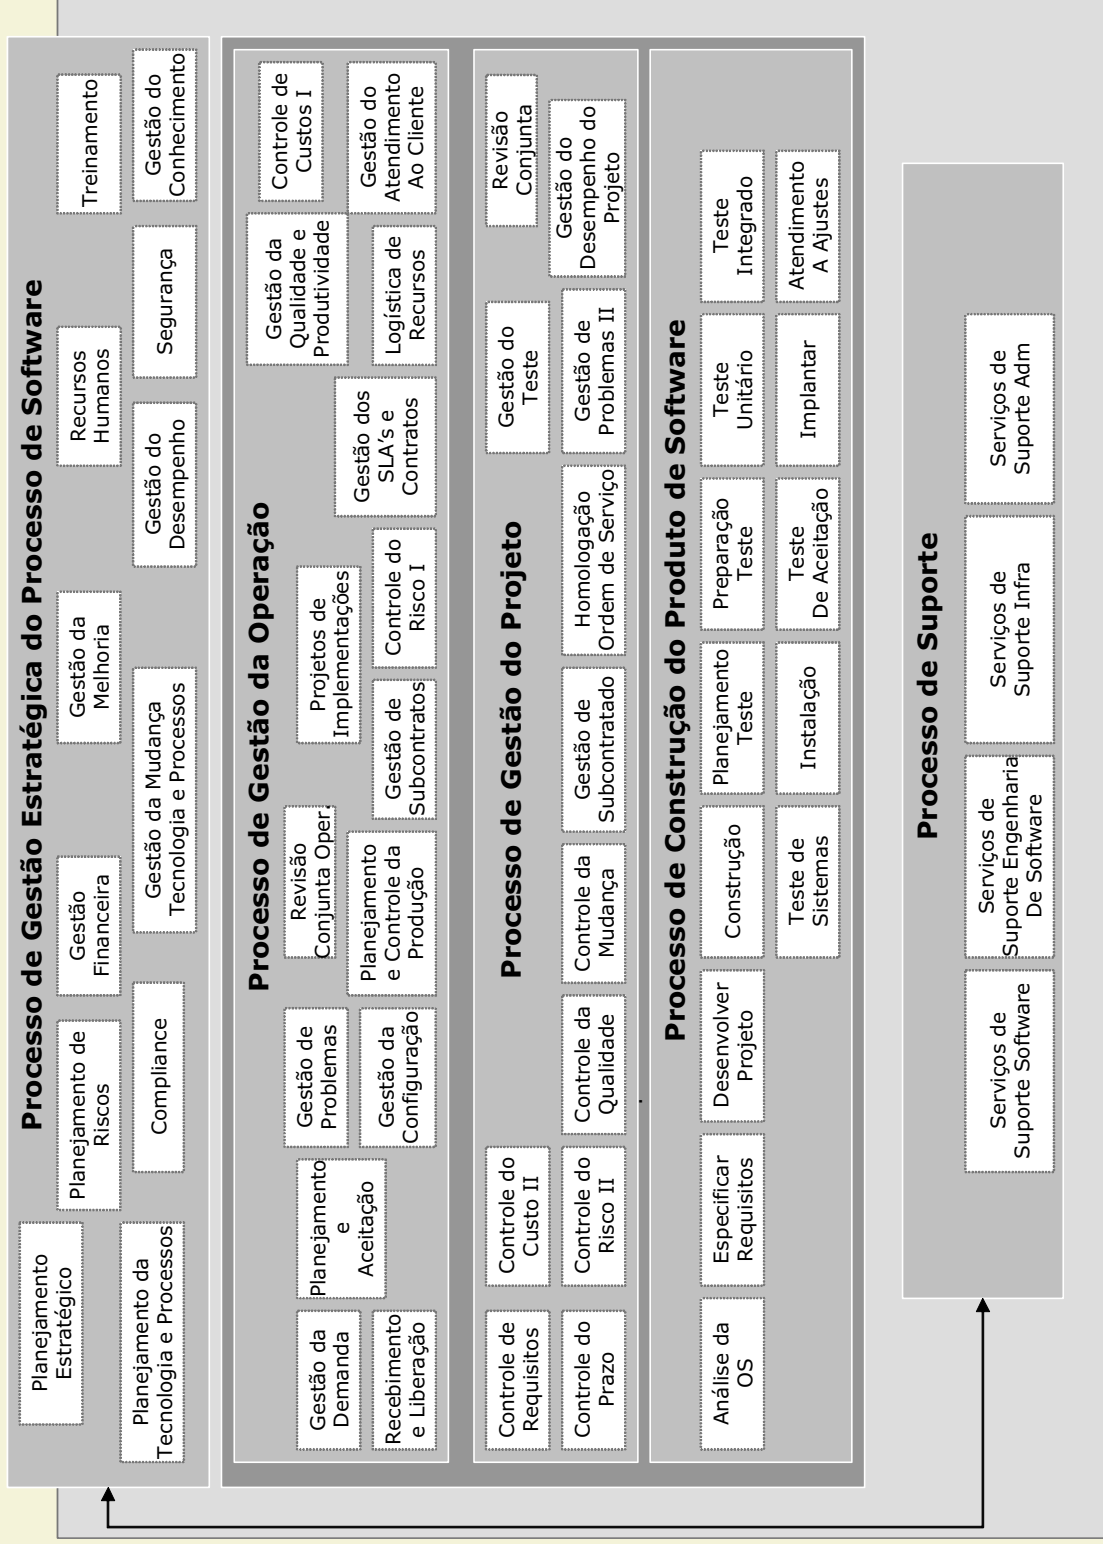 Processo de Gestão Estratégica do Processo de Software
Planejamento
Estratégico
Planejamento de
Riscos
Gestão
Financeira
Gestão da
Melhoria
Recursos
Humanos
Treinamento
Planejamento da
Tecnologia e Processos
Compliance
Gestão da Mudança
Tecnologia e Processos
Gestão do
Desempenho
Segurança
Gestão do
Conhecimento
Processo de Gestão da Operação
Gestão da
Demanda
Planejamento
e
Aceitação
Gestão de
Problemas
Revisão
Conjunta Oper.
Projetos de
Implementações
Gestão dos
SLA's e
Contratos
Gestão da
Qualidade e
Produtividade
Controle de
Custos I
Recebimento
e Liberação
Gestão da
Configuração
Planejamento
e Controle da
Produção
Gestão de
Subcontratos
Controle do
Risco I
Logística de
Recursos
Gestão do
Atendimento
Ao Cliente
Processo de Gestão do Projeto
Controle de
Requisitos
Controle do
Custo II
Gestão do
Teste
Revisão
Conjunta
Controle do
Prazo
Controle do
Risco II
Controle da
Qualidade
Controle da
Mudança
Gestão de
Subcontratado
Homologação
Ordem de Serviço
Gestão de
Problemas II
Gestão do
Desempenho do
Projeto
Processo de Construção do Produto de Software
Análise da
OS
Especificar
Requisitos
Desenvolver
Projeto
Construção
Planejamento
Teste
Preparação
Teste
Teste
Unitário
Teste
Integrado
Teste de
Sistemas
Instalação
Teste
De Aceitação
Implantar
Atendimento
A Ajustes
Processo de Suporte
Serviços de
Suporte Software
Serviços de
Suporte Engenharia
De Software
Serviços de
Suporte Infra
Serviços de
Suporte Adm